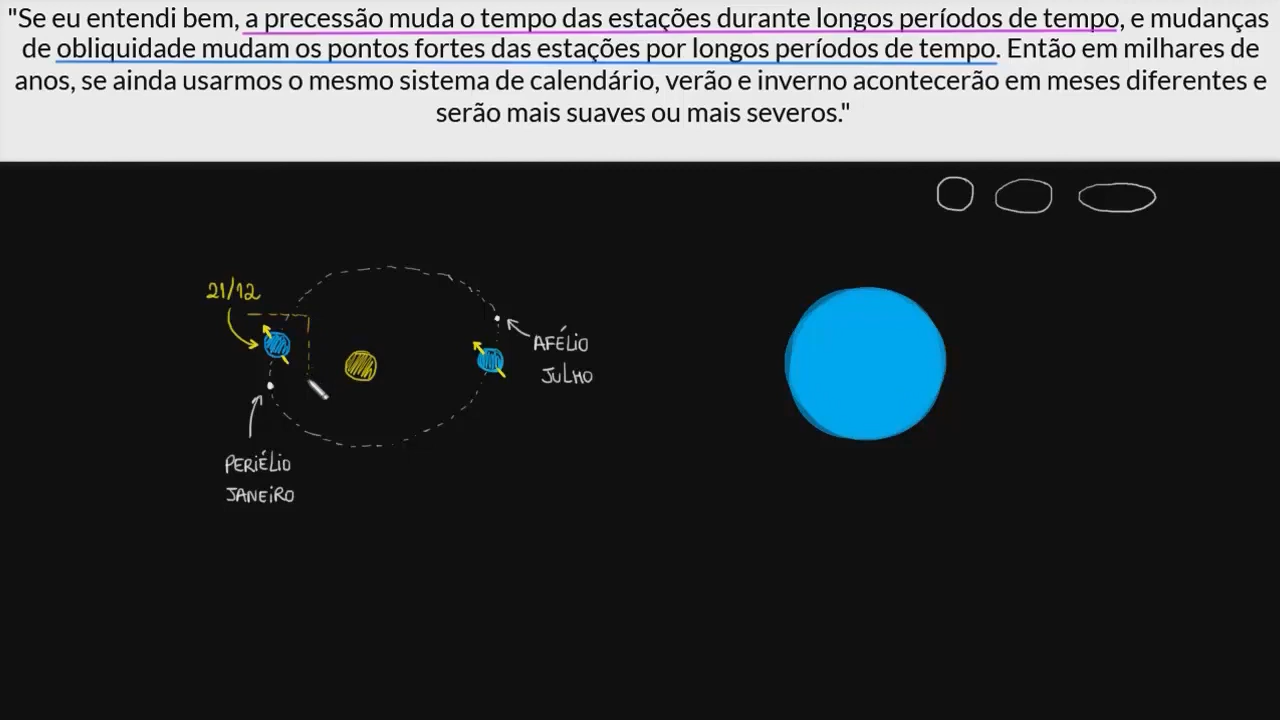 "Se eu entendi bem, a precessão muda o tempo das estações durante longos períodos de tempo, e mudanças
de obliquidade mudam os pontos fortes das estações por longos períodos de tempo. Então em milhares de
anos, se ainda usarmos o mesmo sistema de calendário, verão e inverno acontecerão em meses diferentes e
serão mais suaves ou mais severos."
21/12
AFÉLIO
JULHO
PERIÉLIO
JANEIRO